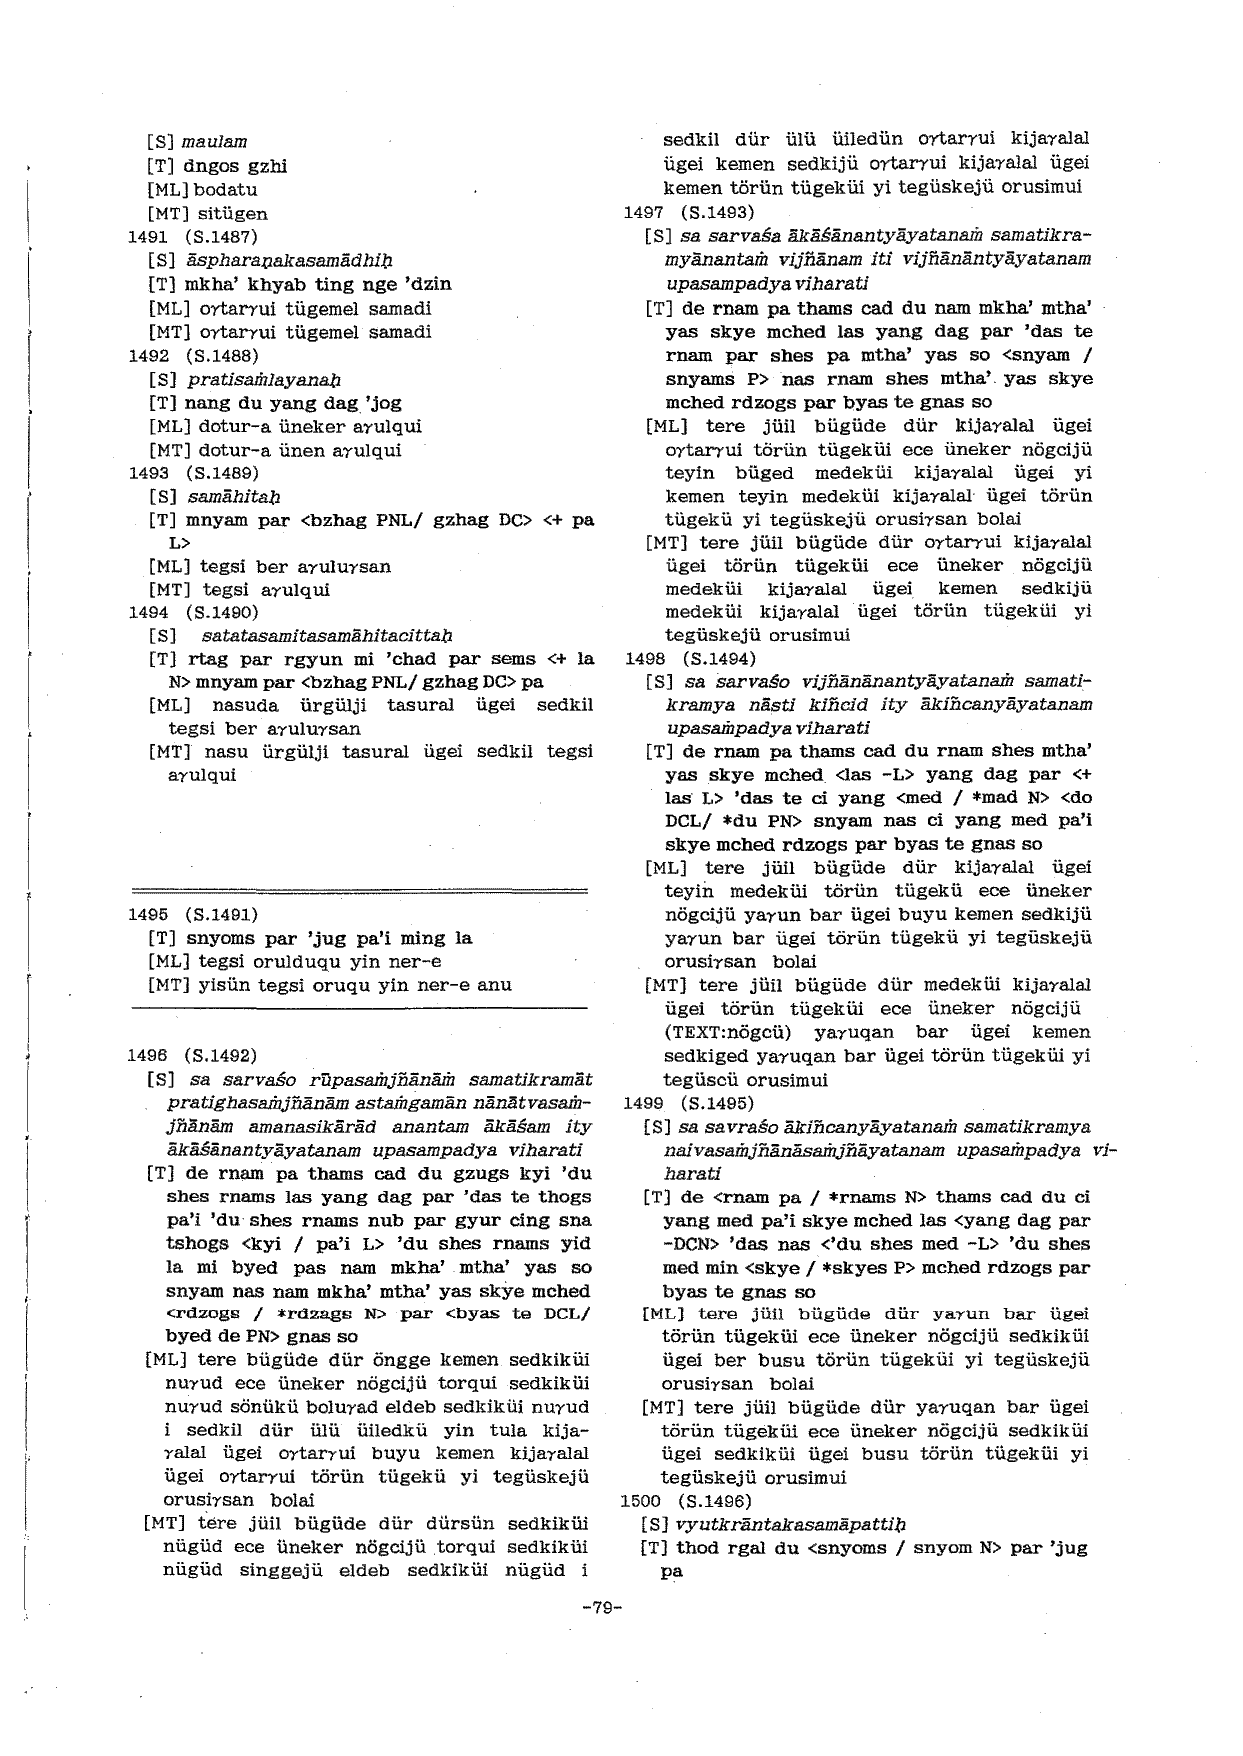 [S] maulam
[T] dngos gzhi
[ML] bodatu
[MT] sitügen
1491 (S.1487)
[S] āspharaṇakasamādhiḥ
[T] mkha' khyab ting nge 'dzin
[ML] oγtarγui tügemel samadi
[MT] oγtarγui tügemel samadi
1492 (S.1488)
[S] pratisaṁlayanaḥ
[T] nang du yang dag 'jog
[ML] dotur-a üneker aγulqui
[MT] dotur-a ünen aγulqui
1493 (S.1489)
[S] samāhitaḥ
[T] mnyam par <bzhag PNL/ gzhag DC> <+ pa
L>
[ML] tegsi ber aγuluγsan
[MT] tegsi aγulqui
1494 (S.1490)
[S] satatasamitasamāhitacittaḥ
[T] rtag par rgyun mi 'chad par sems <+ la
N> mnyam par <bzhag PNL/ gzhag DC> pa
[ML] nasuda ürgülji tasural ügei sedkil
tegsi ber aγuluγsan
[MT] nasu ürgülji tasural ügei sedkil tegsi
aγulqui
1495 (S.1491)
[T] snyoms par 'jug pa'i ming la
[ML] tegsi orulduqu yin ner-e
[MT] yisün tegsi oruqu yin ner-e anu
1496 (S.1492)
[S] sa sarvaśo rūpasaṁjñānāṁ samatikramāt
pratighasaṁjñānām astaṁgamān nānātvasaṁ-
jñānām amanasikārād anantam ākāśam ity
ākāśānantyāyatanam upasampadya viharati
[T] de rnam pa thams cad du gzugs kyi 'du
shes rnams las yang dag par 'das te thogs
pa'i 'du shes rnams nub par gyur cing sna
tshogs <kyi / pa'i L> 'du shes rnams yid
la mi byed pas nam mkha' mtha' yas so
snyam nas nam mkha' mtha' yas skye mched
<rdzogs / *rdzags N> par <byas te DCL/
byed de PN> gnas so
[ML] tere bügüde dür öngge kemen sedkiküi
nuγud ece üneker nögcijü torqui sedkiküi
nuγud sönükü boluγad eldeb sedkiküi nuγud
i sedkil dür ülü üiledkü yin tula kija-
γalal ügei oγtarγui buyu kemen kijaγalal
ügei oγtarγui törün tügekü yi tegüskejü
orusiγsan bolai
[MT] tere jüil bügüde dür dürsün sedkiküi
nügüd ece üneker nögcijü torqui sedkiküi
nügüd singgejü eldeb sedkiküi nügüd i
sedkil dür ülü üiledün oγtarγui kijaγalal
ügei kemen sedkijü oγtarγui kijaγalal ügei
kemen törün tügeküi yi tegüskejü orusimui
1497 (S.1493)
[S] sa sarvaśa ākāśānantyāyatanaṁ samatikra-
myānantaṁ vijñānam iti vijñānāntyāyatanam
upasampadya viharati
[T] de rnam pa thams cad du nam mkha' mtha'
yas skye mched las yang dag par 'das te
rnam par shes pa mtha' yas so <snyam /
snyams P> nas rnam shes mtha' yas skye
mched rdzogs par byas te gnas so
[ML] tere jüil bügüde dür kijaγalal ügei
oγtarγui törün tügeküi ece üneker nögcijü
teyin büged medeküi kijaγalal ügei yi
kemen teyin medeküi kijaγalal ügei törün
tügekü yi tegüskejü orusiγsan bolai
[MT] tere jüil bügüde dür oγtarγui kijaγalal
ügei törün tügeküi ece üneker nögcijü
medeküi kijaγalal ügei kemen sedkijü
medeküi kijaγalal ügei törün tügeküi yi
tegüskejü orusimui
1498 (S.1494)
[S] sa sarvaśo vijñānānantyāyatanaṁ samati-
kramya nāsti kiñcid ity ākiñcanyāyatanam
upasaṁpadya viharati
[T] de rnam pa thams cad du rnam shes mtha'
yas skye mched <las -L> yang dag par <+
las L> 'das te ci yang <med / *mad N> <do
DCL/ *du PN> snyam nas ci yang med pa'i
skye mched rdzogs par byas te gnas so
[ML] tere jüil bügüde dür kijaγalal ügei
teyin medeküi törün tügekü ece üneker
nögcijü yaγun bar ügei buyu kemen sedkijü
yaγun bar ügei törün tügekü yi tegüskejü
orusiγsan bolai
[MT] tere jüil bügüde dür medeküi kijaγalal
ügei törün tügeküi ece üneker nögcijü
(TEXT:nögcü) yaγuqan bar ügei kemen
sedkiged yaγuqan bar ügei törün tügeküi yi
tegüscü orusimui
1499 (S.1495)
[S] sa savraśo ākiñcanyāyatanaṁ samatikramya
naivasaṁjñānāsaṁjñāyatanam upasaṁpadya vi-
harati
[T] de <rnam pa / *rnams N> thams cad du ci
yang med pa'i skye mched las <yang dag par
-DCN> 'das nas <'du shes med -L> 'du shes
med min <skye / *skyes P> mched rdzogs par
byas te gnas so
[ML] tere jüil bügüde dür yaγun bar ügei
törün tügeküi ece üneker nögcijü sedkiküi
ügei ber busu törün tügeküi yi tegüskejü
orusiγsan bolai
[MT] tere jüil bügüde dür yaγuqan bar ügei
törün tügeküi ece üneker nögcijü sedkiküi
ügei sedkiküi ügei busu törün tügeküi yi
tegüskejü orusimui
1500 (S.1496)
[S] vyutkrāntakasamāpattiḥ
[T] thod rgal du <snyoms / snyom N> par 'jug
pa
-79-